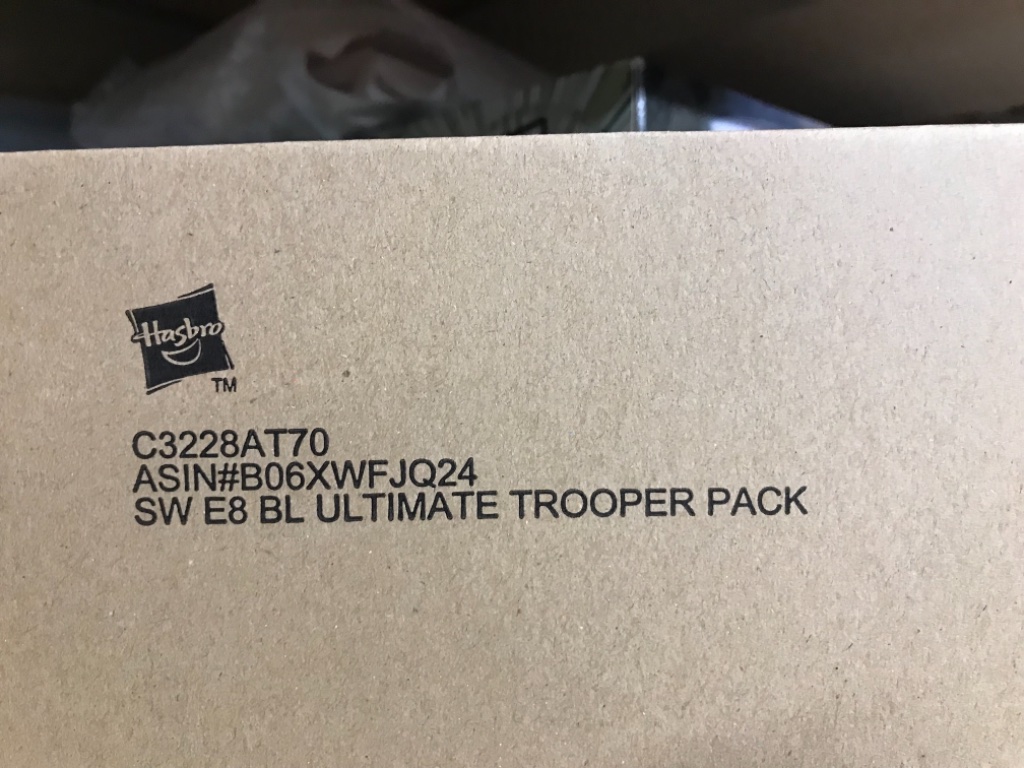 Hasbro
TM
C3228AT70
ASIN#B06XWFJQ24
SW E8 BL ULTIMATE TROOPER PACK